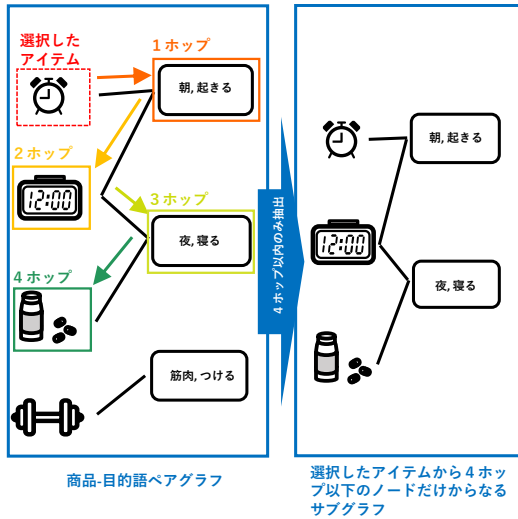 選択した
アイテム
1ホップ
朝, 起きる
2ホップ
12:00
3ホップ
夜, 寝る
4ホップ
筋肉, つける
商品-目的語ペアグラフ
4ホップ以内のみ抽出
朝, 起きる
12:00
夜, 寝る
選択したアイテムから4ホッ
プ以下のノードだけからなる
サブグラフ